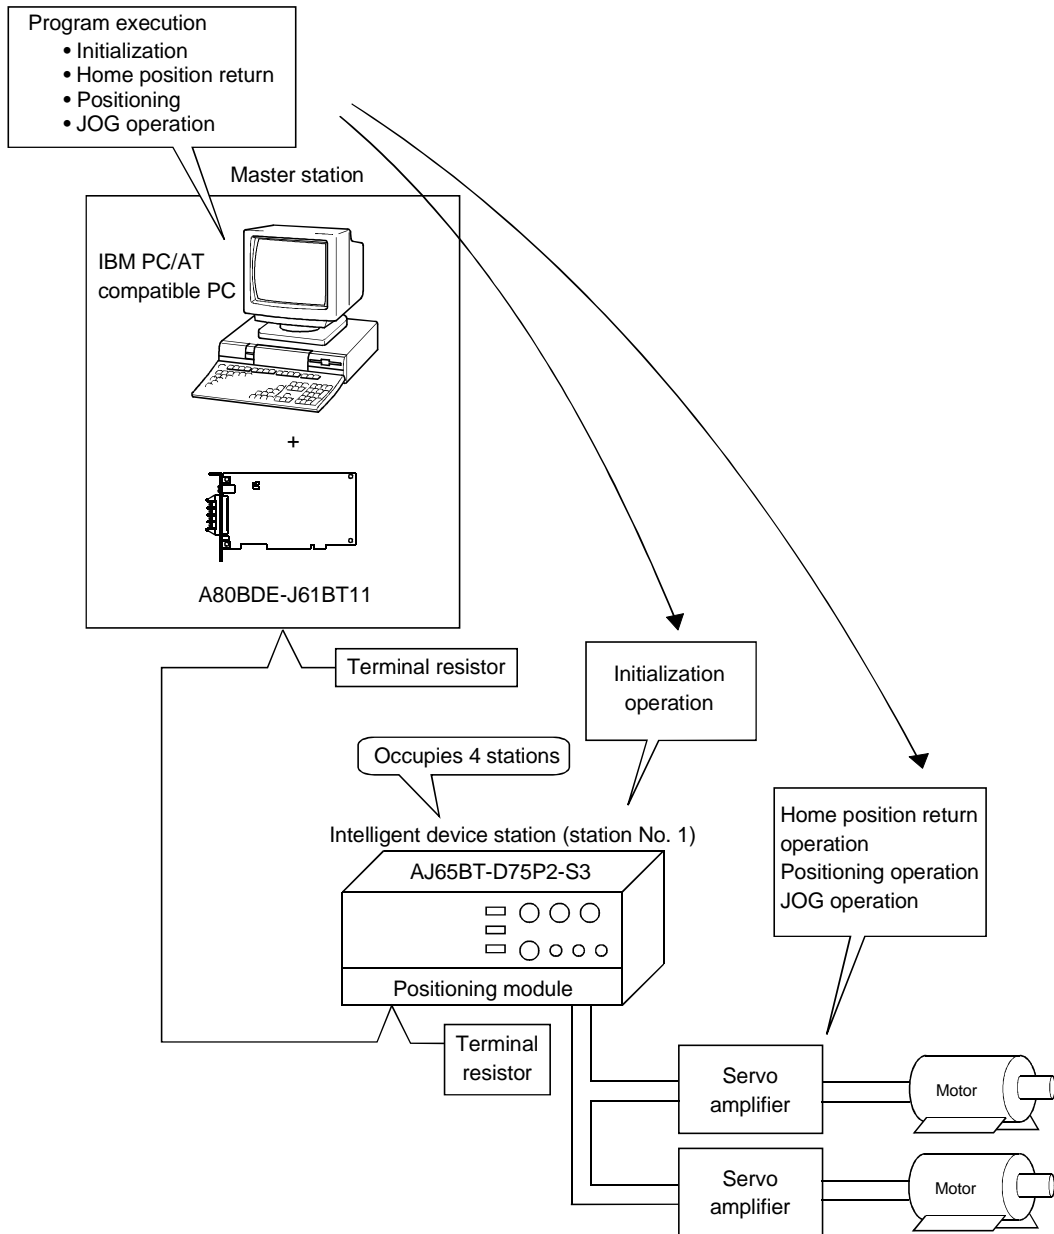 Program execution
• Initialization
• Home position return
• Positioning
• JOG operation
Master station
IBM PC/AT
compatible PC
+
A80BDE-J61BT11
Terminal resistor
Initialization
operation
Occupies 4 stations
Intelligent device station (station No. 1)
AJ65BT-D75P2-S3
Positioning module
Home position return
operation
Positioning operation
JOG operation
Terminal
resistor
Servo
amplifier
Motor
Servo
amplifier
Motor